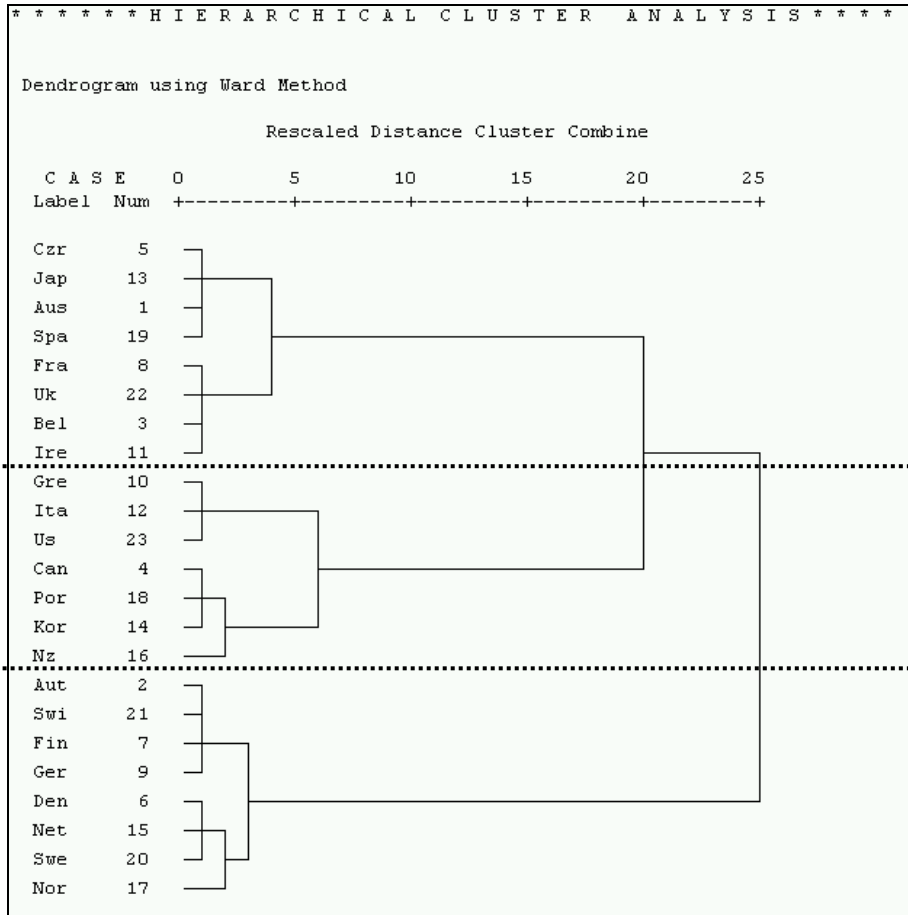 * * * * * * H I E R A R C H I C A L C L U S T E R A N A L Y S I S * * * *
Dendrogram using Ward Method
Rescaled Distance Cluster Combine
C A S E 0 5 10 15 20 25
Label Num +---------+---------+---------+---------+---------+
Czr 5
Jap 13
Aus 1
Spa 19
Fra 8
Uk 22
Bel 3
Ire 11
Gre 10
Ita 12
Us 23
Can 4
Por 18
Kor 14
Nz 16
Aut 2
Swi 21
Fin 7
Ger 9
Den 6
Net 15
Swe 20
Nor 17